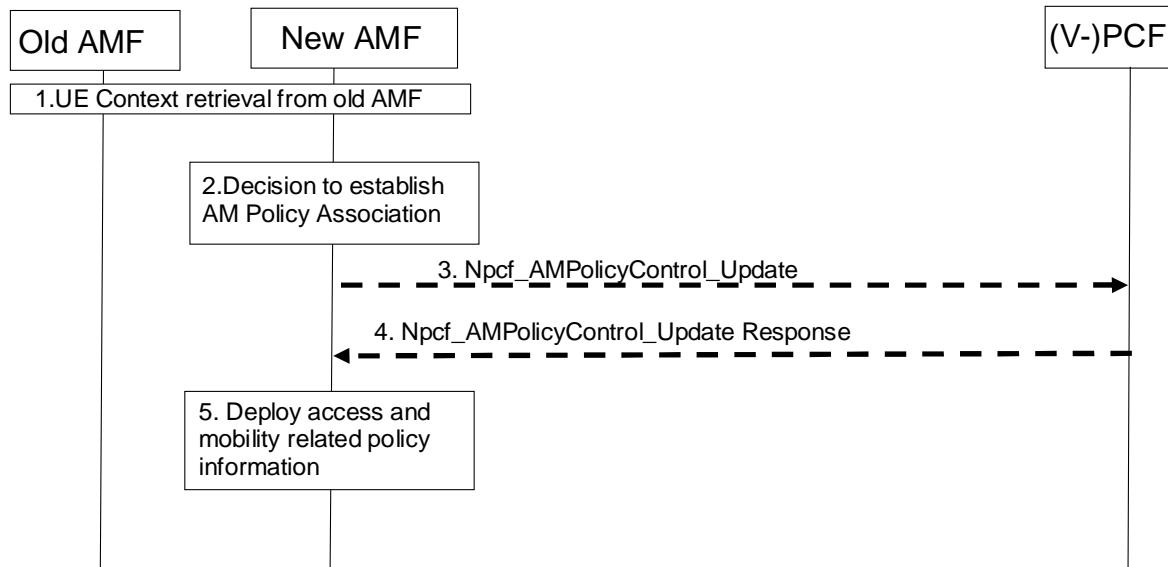 Old AMF
New AMF
(V-)PCF
1.UE Context retrieval from old AMF
2.Decision to establish
AM Policy Association
3. Npcf_AMPolicyControl_Update
4. Npcf_AMPolicyControl_Update Response
5. Deploy access and
mobility related policy
information